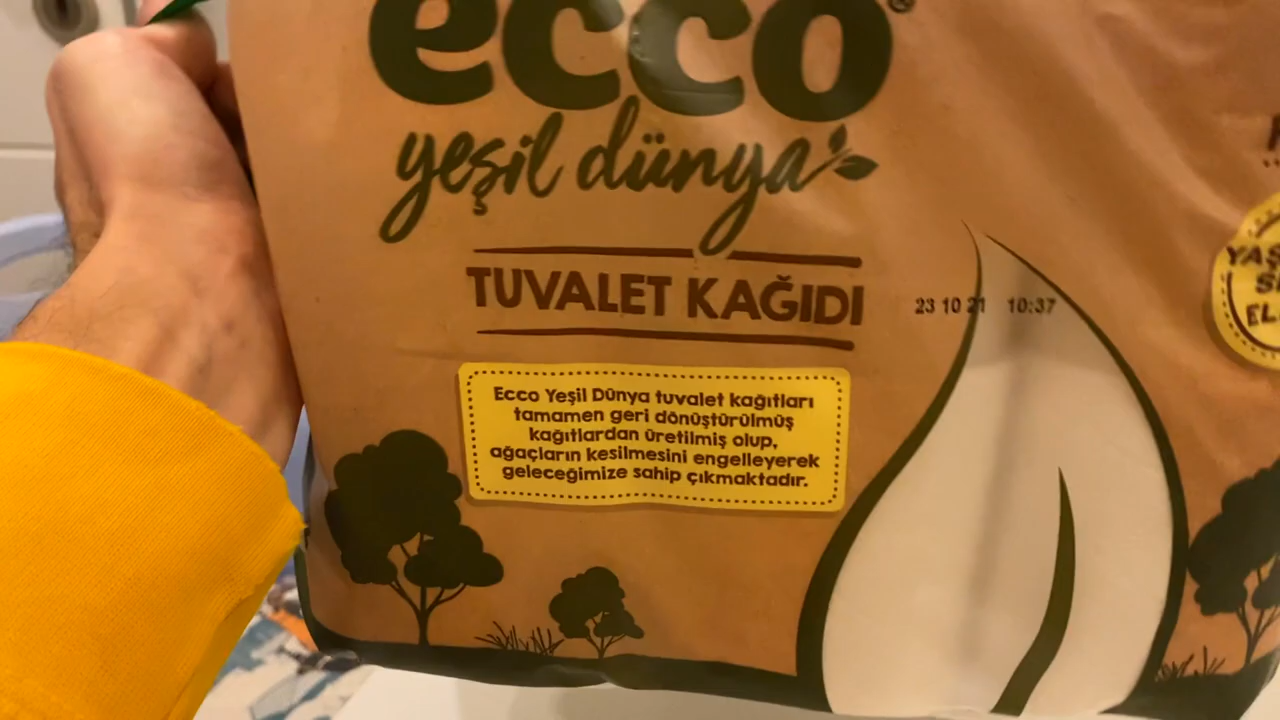 ecco®
yeşil dünya
TUVALET KAĞIDI
23 10 21 10:37
Ecco Yeşil Dünya tuvalet kağıtları
tamamen geri dönüştürülmüş
kağıtlardan üretilmiş olup,
ağaçların kesilmesini engelleyerek
geleceğimize sahip çıkmaktadır.